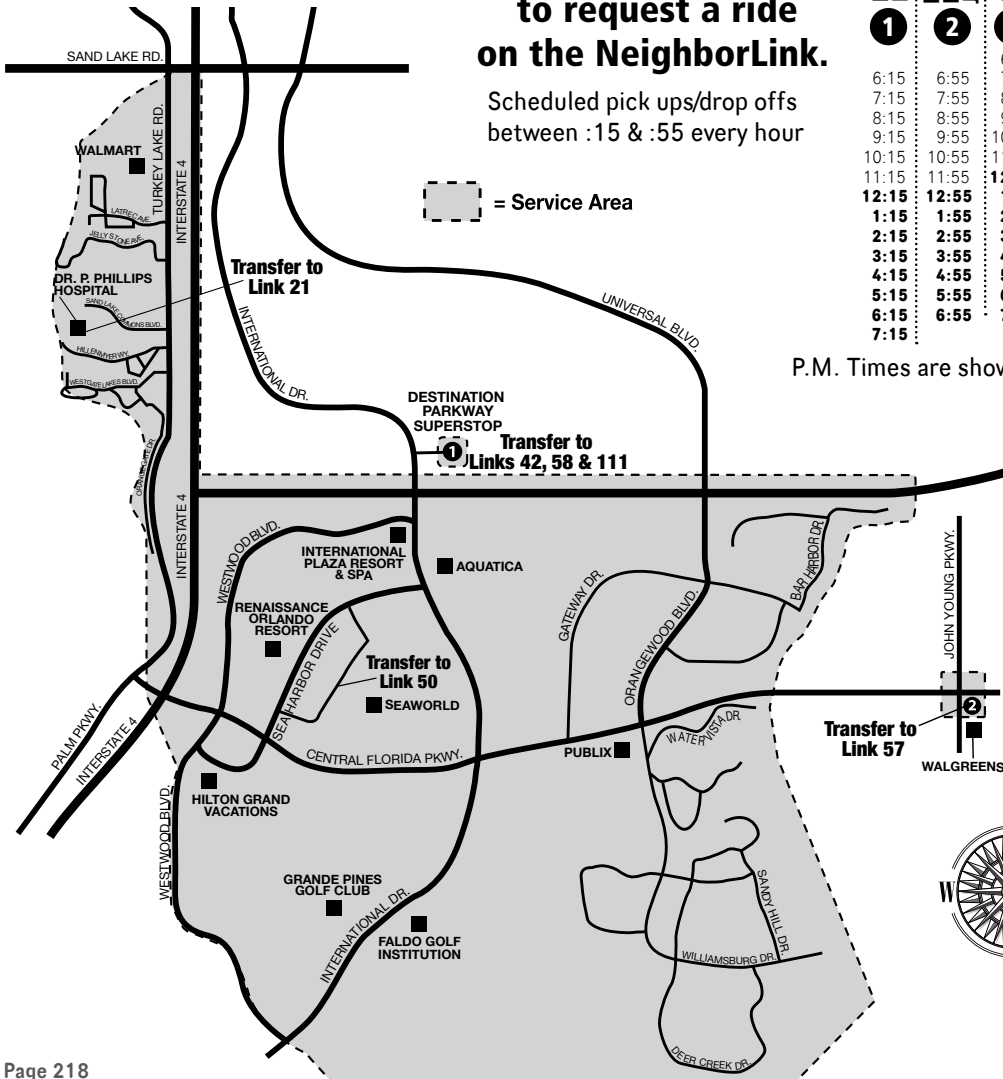 to request a ride
on the NeighborLink.
Scheduled pick ups/drop offs
between :15 & :55 every hour
= Service Area
1 2
6:15 6:55
7:15 7:55
8:15 8:55
9:15 9:55
10:15 10:55
11:15 11:55
12:15 12:55
1:15 1:55
2:15 2:55
3:15 3:55
4:15 4:55
5:15 5:55
6:15 6:55
7:15
P.M. Times are show
SAND LAKE RD.
TURKEY LAKE RD.
INTERSTATE 4
WALMART
LATREC AVE.
JELLY STONE AVE.
DR. P. PHILLIPS
HOSPITAL
SAND LAKE COMMONS BLVD.
HILLENMYER WY.
WESTGATE LAKES BLVD.
Transfer to
Link 21
INTERNATIONAL DR.
UNIVERSAL BLVD.
DESTINATION
PARKWAY
SUPERSTOP
1
Transfer to
Links 42, 58 & 111
INTERSTATE 4
WESTWOOD BLVD.
INTERNATIONAL
PLAZA RESORT
& SPA
AQUATICA
RENAISSANCE
ORLANDO
RESORT
SEA HARBOR DRIVE
Transfer to
Link 50
SEAWORLD
GATEWAY DR.
ORANGEWOOD BLVD.
BAR HARBOR DR.
JOHN YOUNG PKWY.
2
Transfer to
Link 57
WALGREENS
PALM PKWY.
INTERSTATE 4
CENTRAL FLORIDA PKWY.
PUBLIX
WATER VISTA DR.
HILTON GRAND
VACATIONS
WESTWOOD BLVD.
GRANDE PINES
GOLF CLUB
INTERNATIONAL DR.
FALDO GOLF
INSTITUTION
SANDY HILL DR.
WILLIAMSBURG DR.
DEER CREEK DR.
W
Page 218